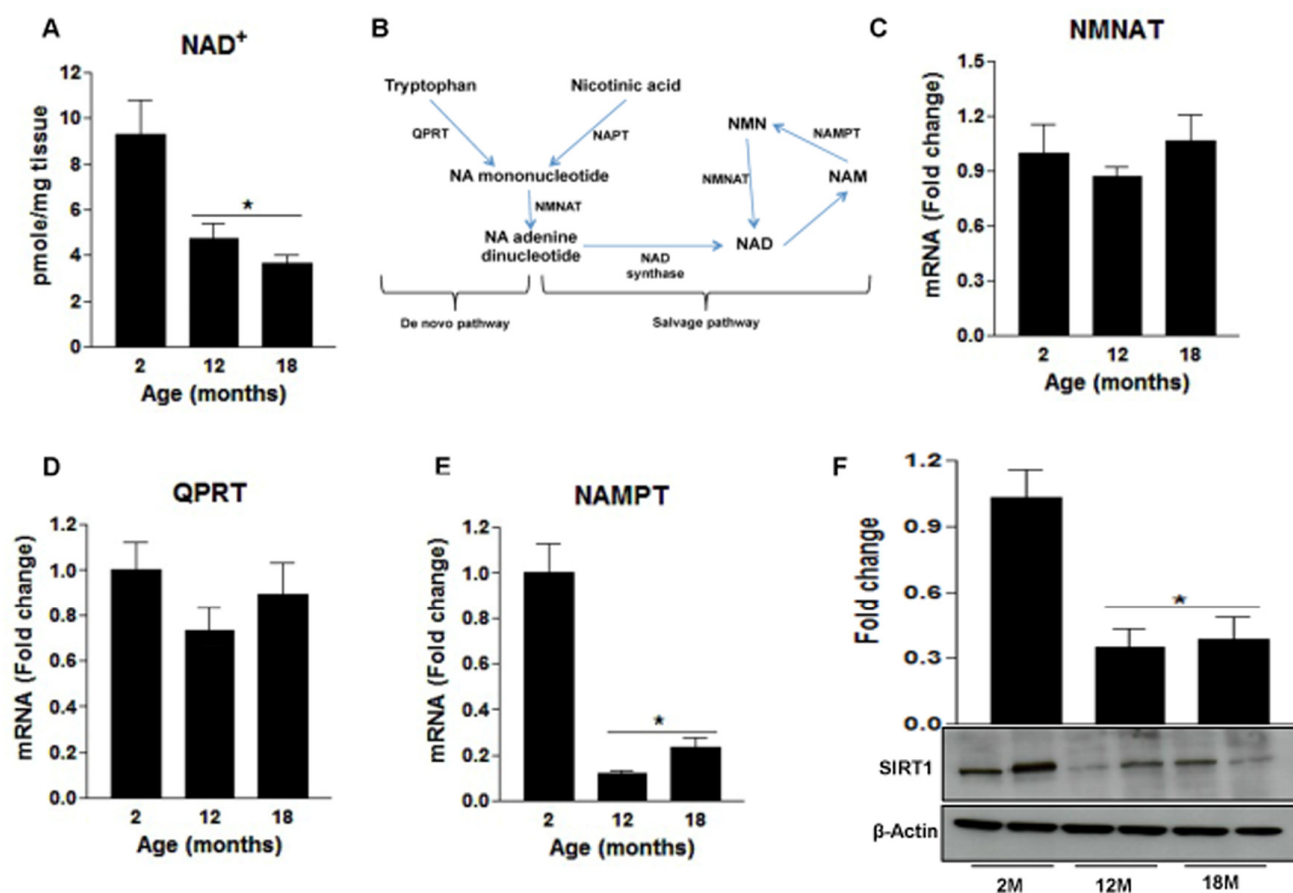 A
NAD+
pmole/mg tissue
12
10
8
6
4
2
0
*
2 12 18
Age (months)
B
Tryptophan Nicotinic acid
QPRT NAPT
NA mononucleotide
NMNAT
NA adenine
dinucleotide
NAD
synthase
NMN
NAMPT
NMNAT
NAM
NAD
De novo pathway Salvage pathway
C
NMNAT
mRNA (Fold change)
1.5
1.2
0.9
0.6
0.3
0.0
2 12 18
Age (months)
D
QPRT
mRNA (Fold change)
1.2
1.0
0.8
0.6
0.4
0.2
0.0
2 12 18
Age (months)
E
NAMPT
mRNA (Fold change)
1.2
1.0
0.8
0.6
0.4
0.2
0.0
*
2 12 18
Age (months)
F
Fold change
1.2
0.9
0.6
0.3
0.0
*
SIRT1
β-Actin
2M 12M 18M